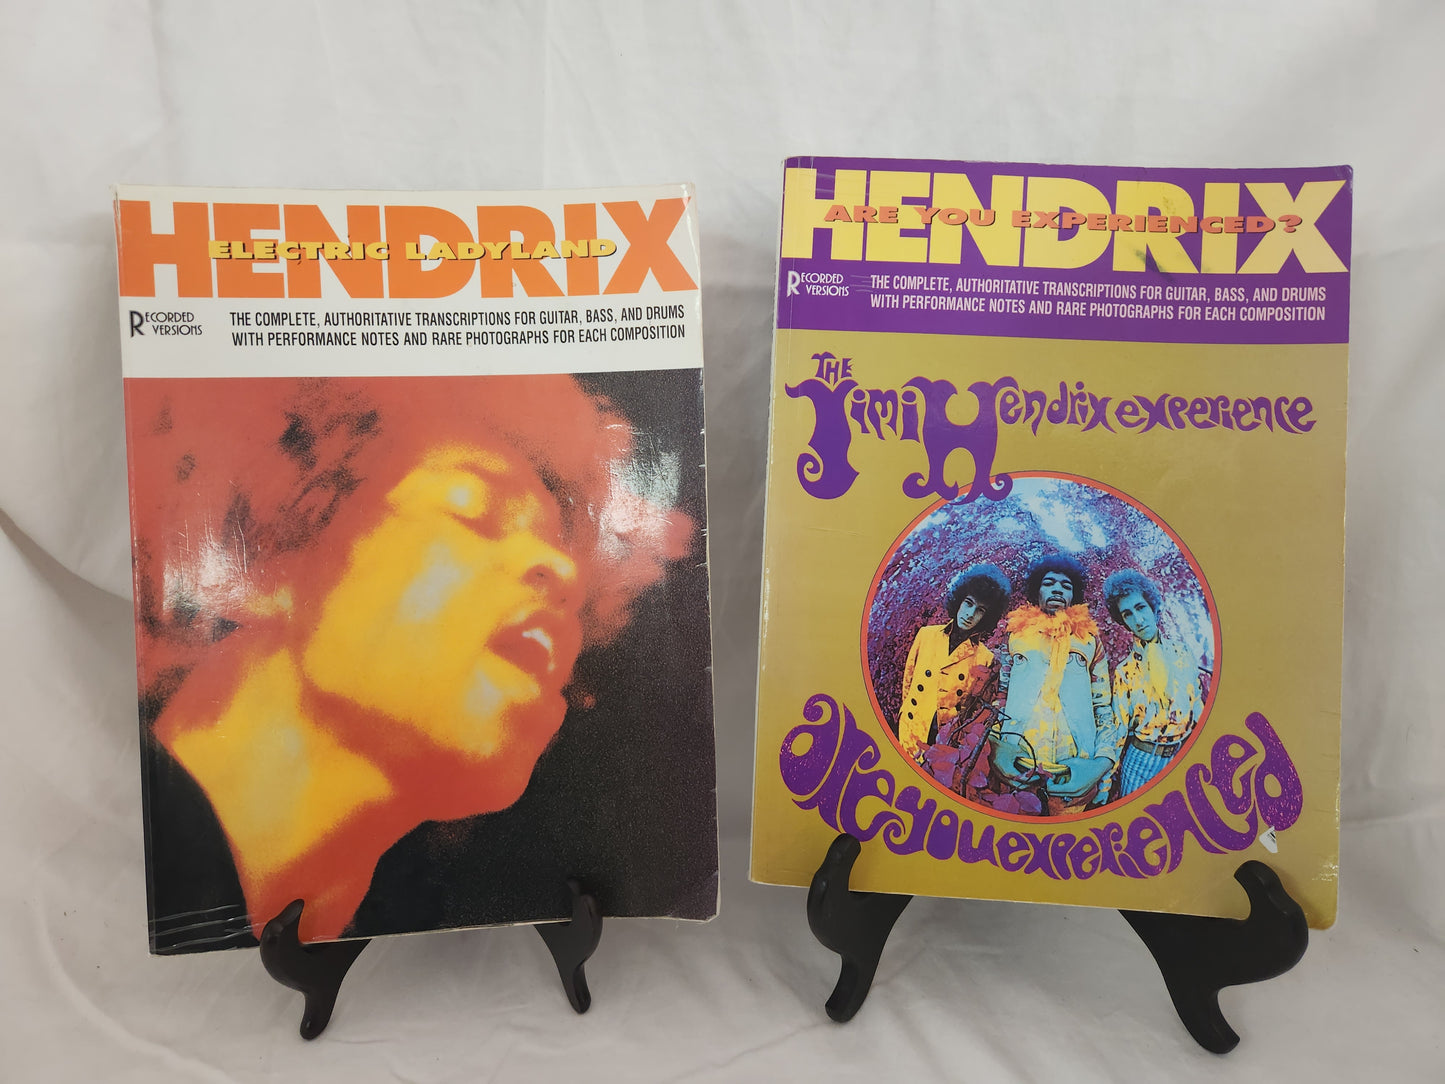 HENDRIX
ELECTRIC LADYLAND
RECORDED
VERSIONS
THE COMPLETE, AUTHORITATIVE TRANSCRIPTIONS FOR GUITAR, BASS, AND DRUMS
WITH PERFORMANCE NOTES AND RARE PHOTOGRAPHS FOR EACH COMPOSITION
HENDRIX
ARE YOU EXPERIENCED?
RECORDED
VERSIONS
THE COMPLETE, AUTHORITATIVE TRANSCRIPTIONS FOR GUITAR, BASS, AND DRUMS
WITH PERFORMANCE NOTES AND RARE PHOTOGRAPHS FOR EACH COMPOSITION
THE
Jimi Hendrix experience
are you experienced